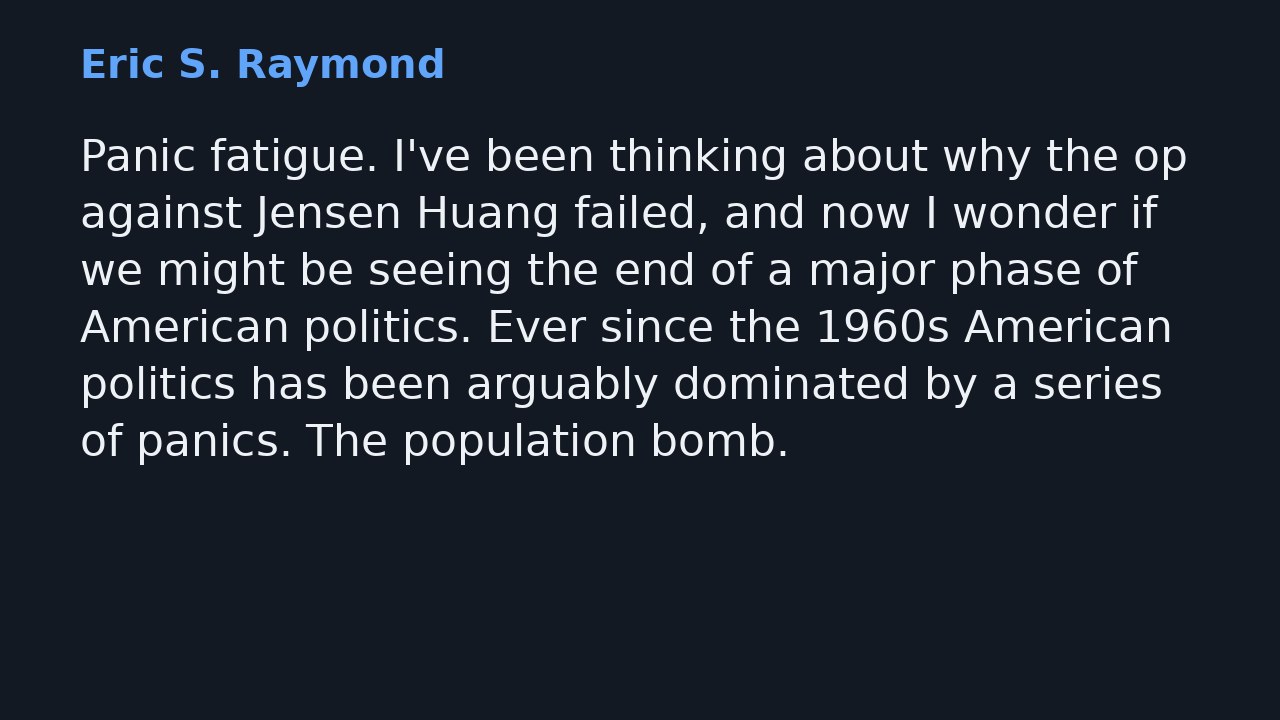 Eric S. Raymond
Panic fatigue. I've been thinking about why the op
against Jensen Huang failed, and now I wonder if
we might be seeing the end of a major phase of
American politics. Ever since the 1960s American
politics has been arguably dominated by a series
of panics. The population bomb.